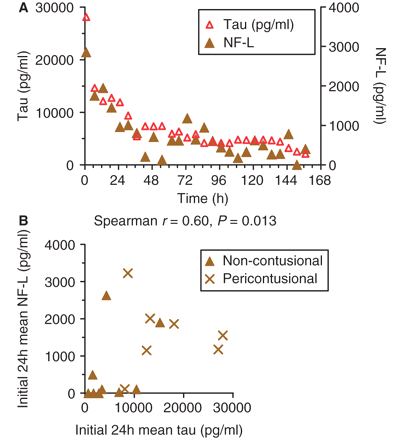 A
Tau (pg/ml)
NF-L
Tau (pg/ml)
30000
20000
10000
0
NF-L (pg/ml)
4000
3000
2000
1000
0
0 24 48 72 96 120 144 168
Time (h)
Spearman r = 0.60, P = 0.013
B
Non-contusional
Pericontusional
Initial 24h mean NF-L (pg/ml)
4000
3000
2000
1000
0
0 10000 20000 30000
Initial 24h mean tau (pg/ml)